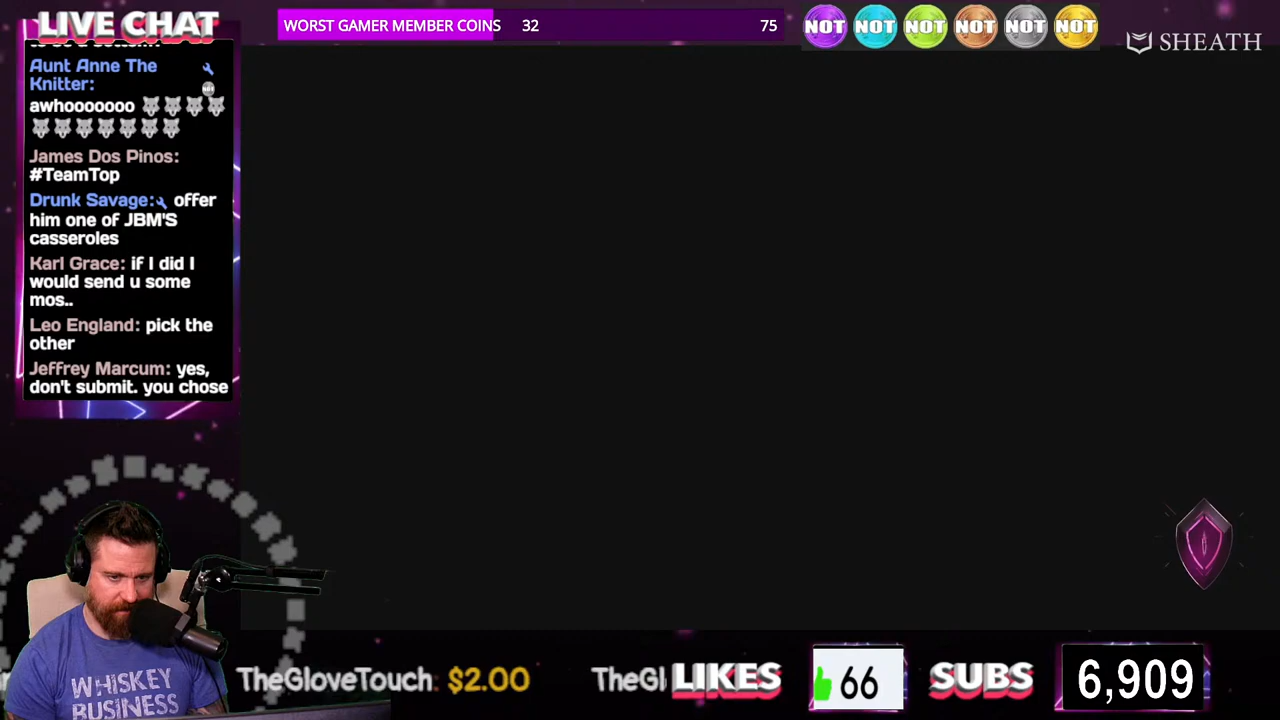 LIVE CHAT
WORST GAMER MEMBER COINS 32 75
NOT NOT NOT NOT NOT NOT
SHEATH
Aunt Anne The
Knitter:
awhooooooo
James Dos Pinos:
#TeamTop
Drunk Savage: offer
him one of JBM'S
casseroles
Karl Grace: if I did I
would send u some
mos..
Leo England: pick the
other
Jeffrey Marcum: yes,
don't submit. you chose
WHISKEY
BUSINESS
TheGloveTouch: $2.00 TheGl
LIKES 66 SUBS 6,909